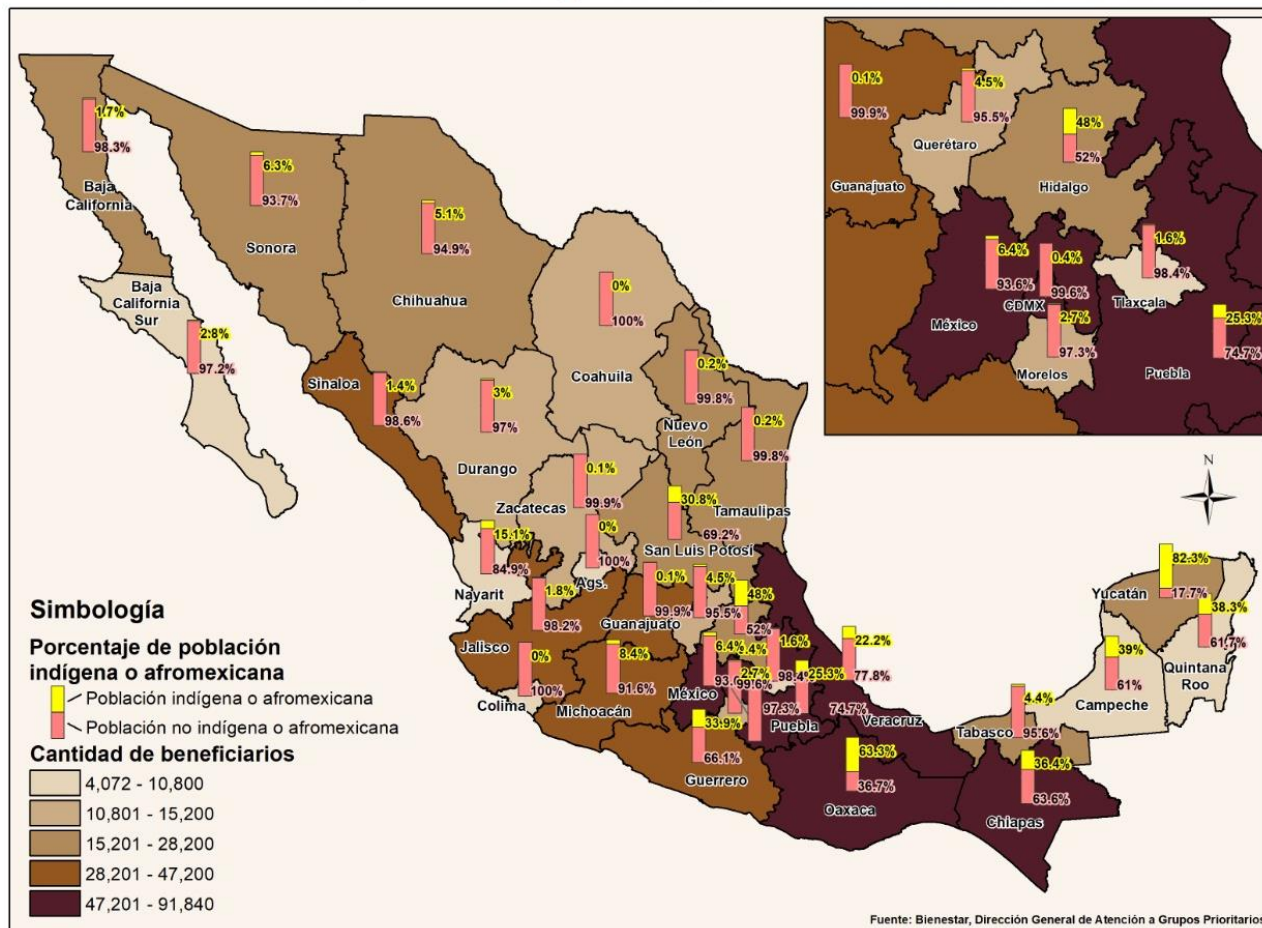 1.7%
98.3%
Baja
California
6.3%
93.7%
Sonora
5.1%
94.9%
Chihuahua
Baja
California
Sur
2.8%
97.2%
0%
100%
Coahuila
Sinaloa
1.4%
98.6%
3%
97%
Durango
0.2%
99.8%
Nuevo
León
0.2%
99.8%
Tamaulipas
0.1%
99.9%
Zacatecas
30.8%
69.2%
San Luis Potosí
0%
100%
Ags.
15.1%
84.9%
Nayarit
1.8%
98.2%
Jalisco
0.1%
99.9%
Guanajuato
4.5%
95.5%
48%
52%
0%
100%
Colima
8.4%
91.6%
Michoacán
6.4%
México
99.6%
1.6%
98.4%
2.7%
97.3%
25.3%
74.7%
Puebla
22.2%
77.8%
Veracruz
33.9%
66.1%
Guerrero
63.3%
36.7%
Oaxaca
4.4%
95.6%
Tabasco
36.4%
63.6%
Chiapas
39%
61%
Campeche
82.3%
17.7%
Yucatán
38.3%
61.7%
Quintana
Roo
0.1%
99.9%
Guanajuato
4.5%
95.5%
Querétaro
48%
52%
Hidalgo
6.4%
93.6%
México
0.4%
99.6%
CDMX
1.6%
98.4%
Tlaxcala
2.7%
97.3%
Morelos
25.3%
74.7%
Puebla
N
Simbología
Porcentaje de población
indígena o afromexicana
Población indígena o afromexicana
Población no indígena o afromexicana
Cantidad de beneficiarios
4,072 - 10,800
10,801 - 15,200
15,201 - 28,200
28,201 - 47,200
47,201 - 91,840
Fuente: Bienestar, Dirección General de Atención a Grupos Prioritarios